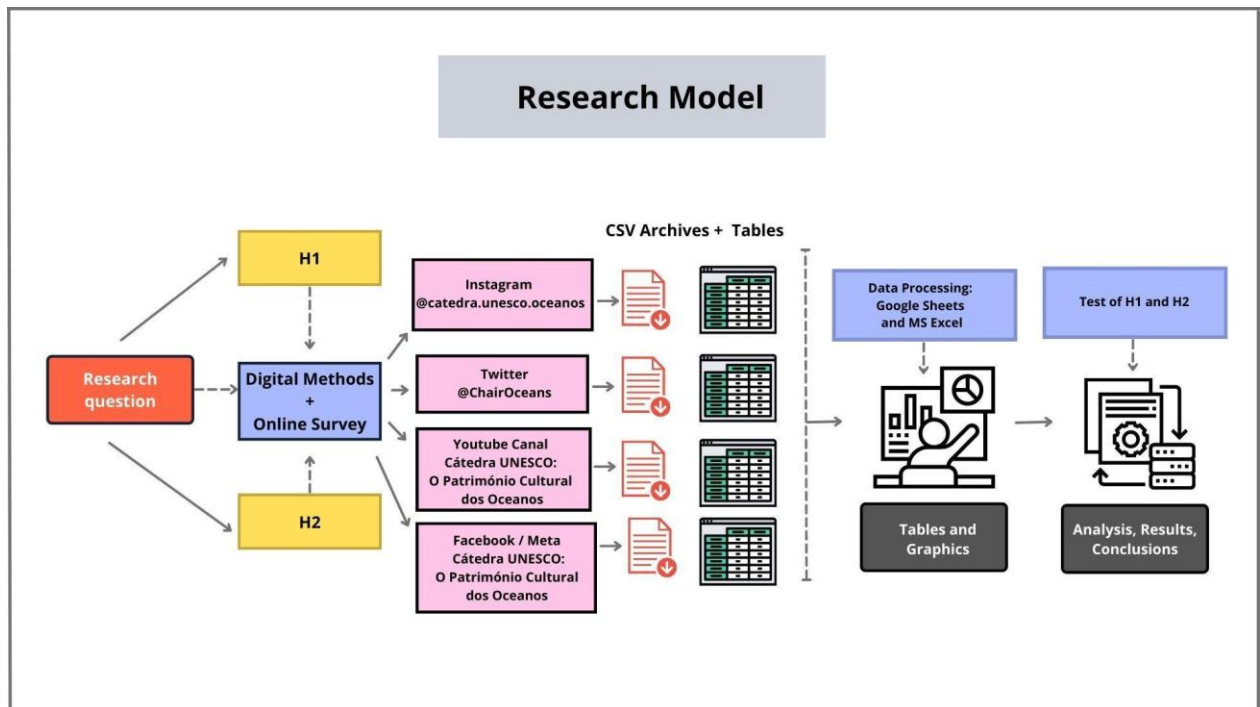 Research Model
CSV Archives + Tables
H1
Research
question
Digital Methods
+
Online Survey
H2
Instagram
@catedra.unesco.oceanos
Twitter
@ChairOceans
Youtube Canal
Cátedra UNESCO:
O Património Cultural
dos Oceanos
Facebook / Meta
Cátedra UNESCO:
O Património Cultural
dos Oceanos
Data Processing:
Google Sheets
and MS Excel
Tables and
Graphics
Test of H1 and H2
Analysis, Results,
Conclusions